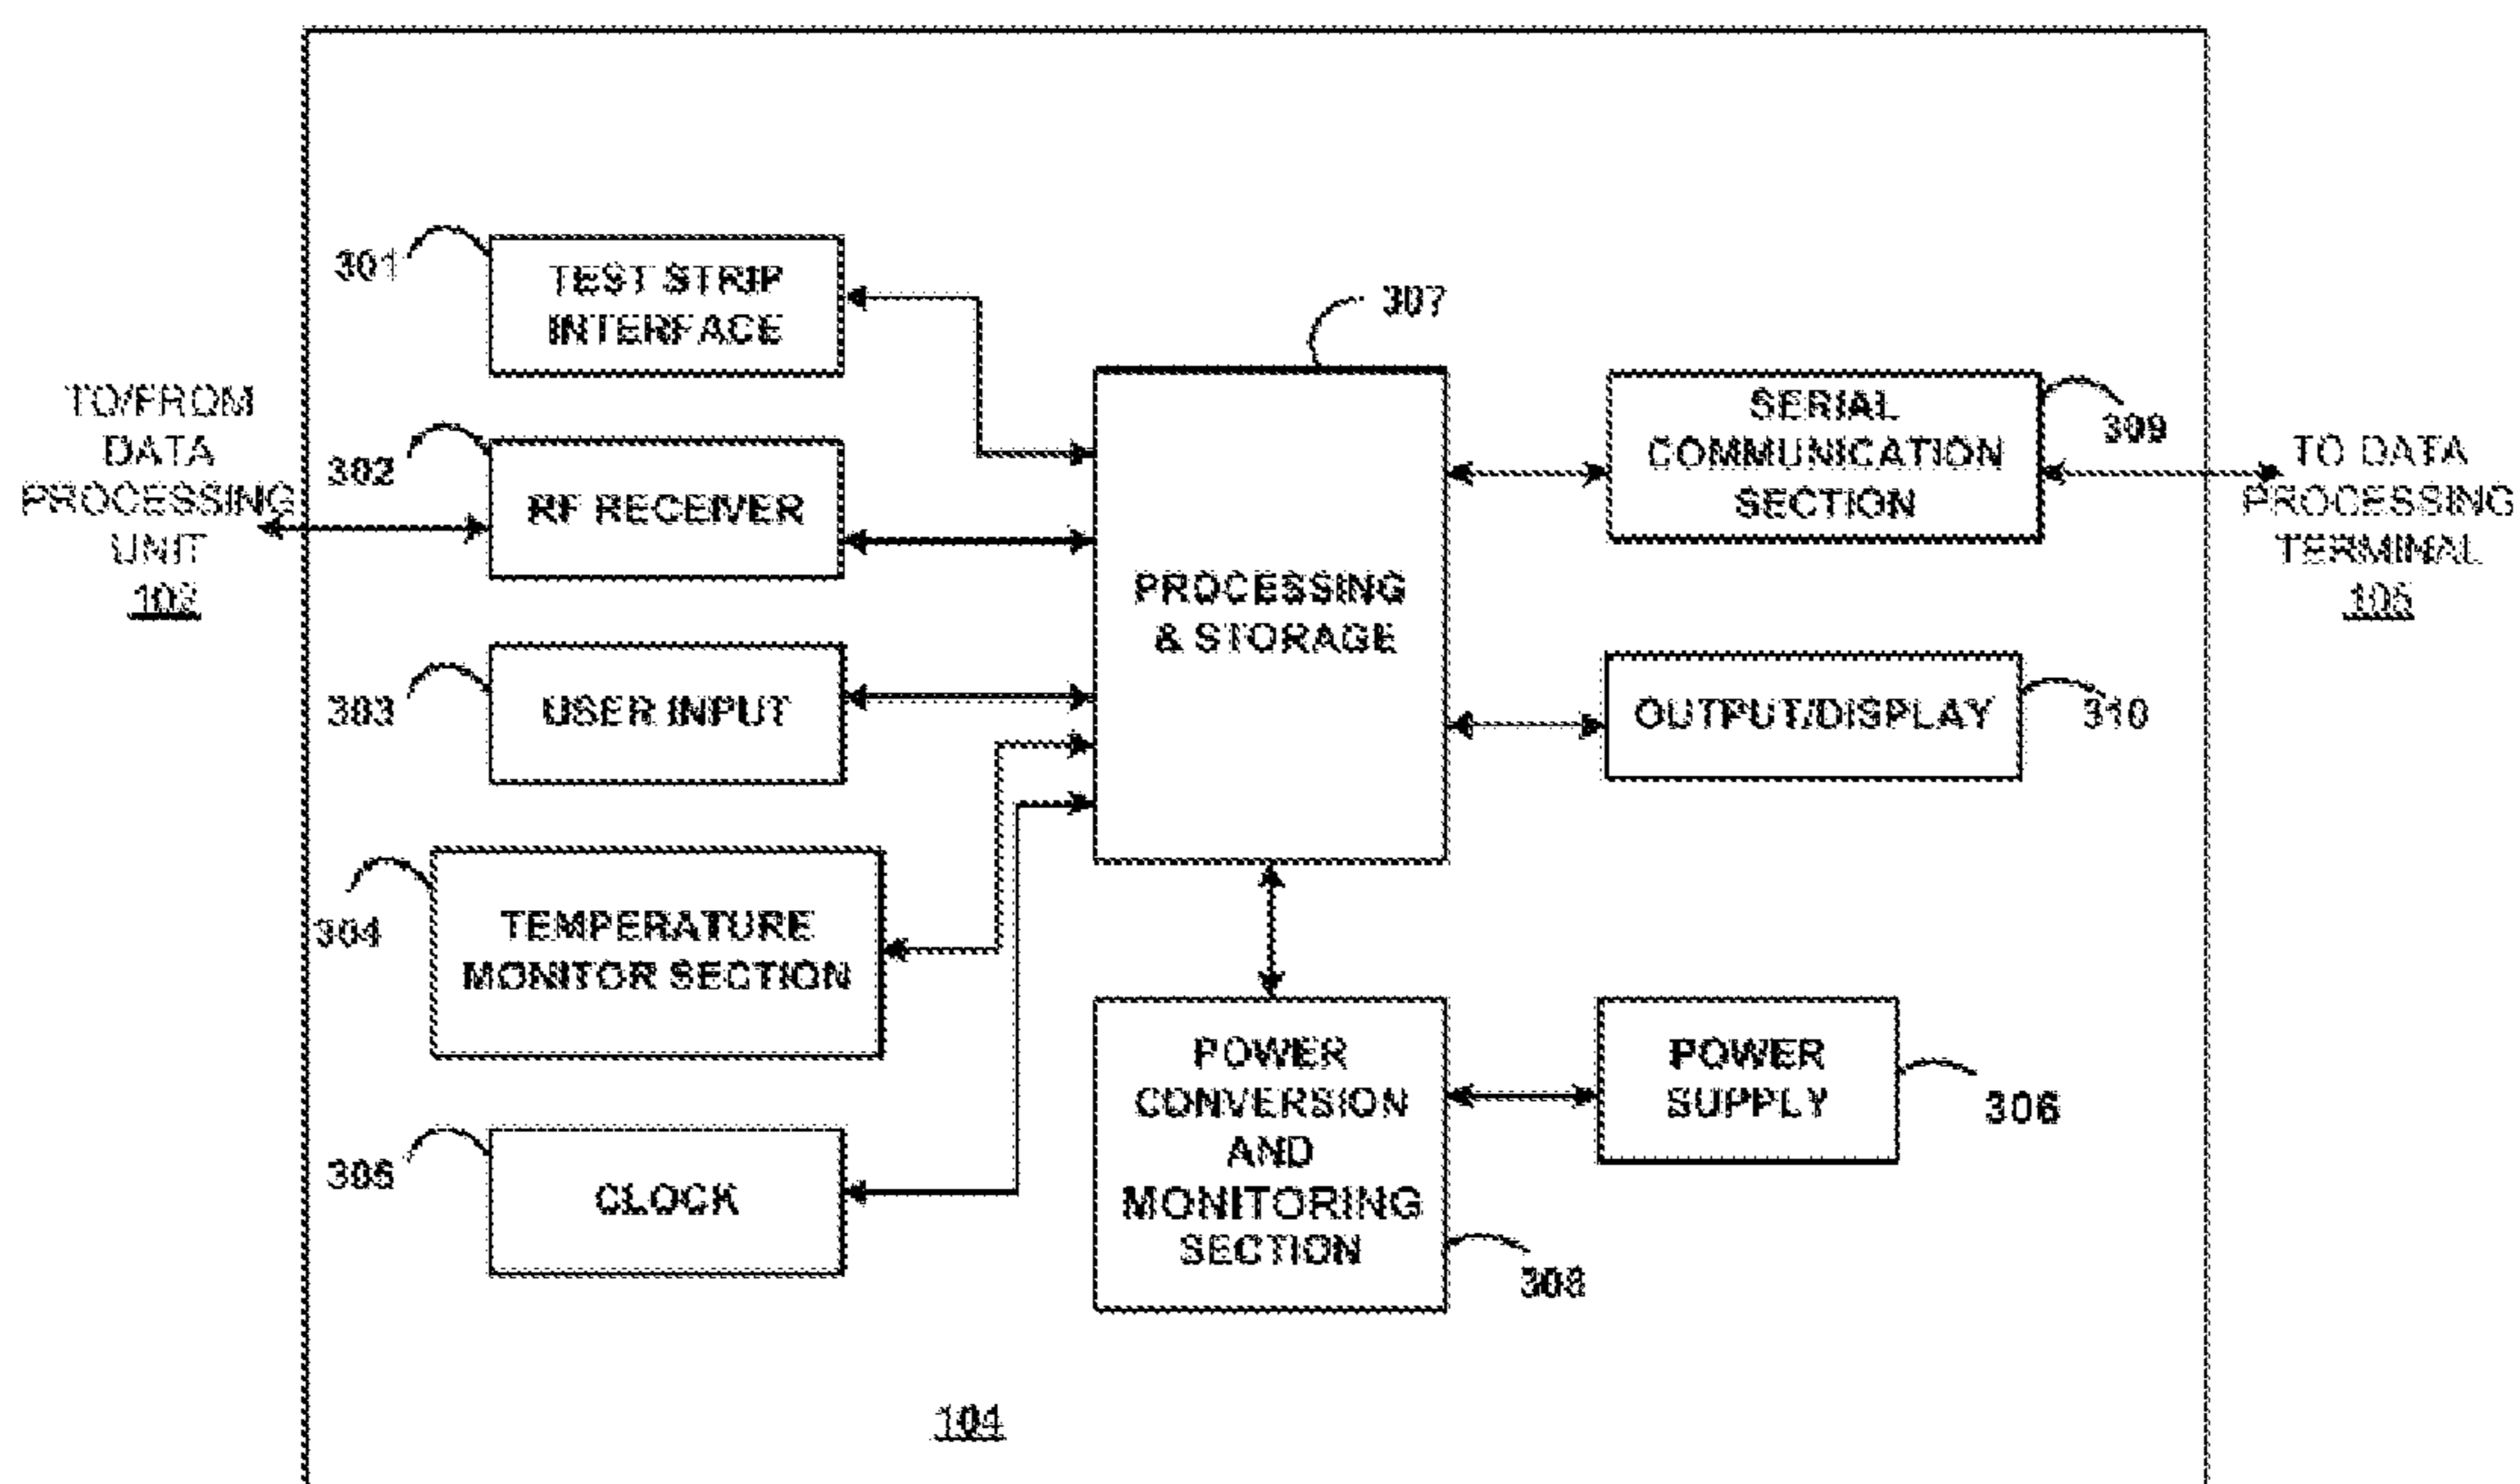 301
TEST STRIP
INTERFACE
307
TO/FROM
DATA
PROCESSING
UNIT
102
302
RF RECEIVER
PROCESSING
& STORAGE
SERIAL
COMMUNICATION
SECTION
309
TO DATA
PROCESSING
TERMINAL
105
303
USER INPUT
OUTPUT/DISPLAY
310
304
TEMPERATURE
MONITOR SECTION
305
CLOCK
POWER
CONVERSION
AND
MONITORING
SECTION
308
POWER
SUPPLY
306
104